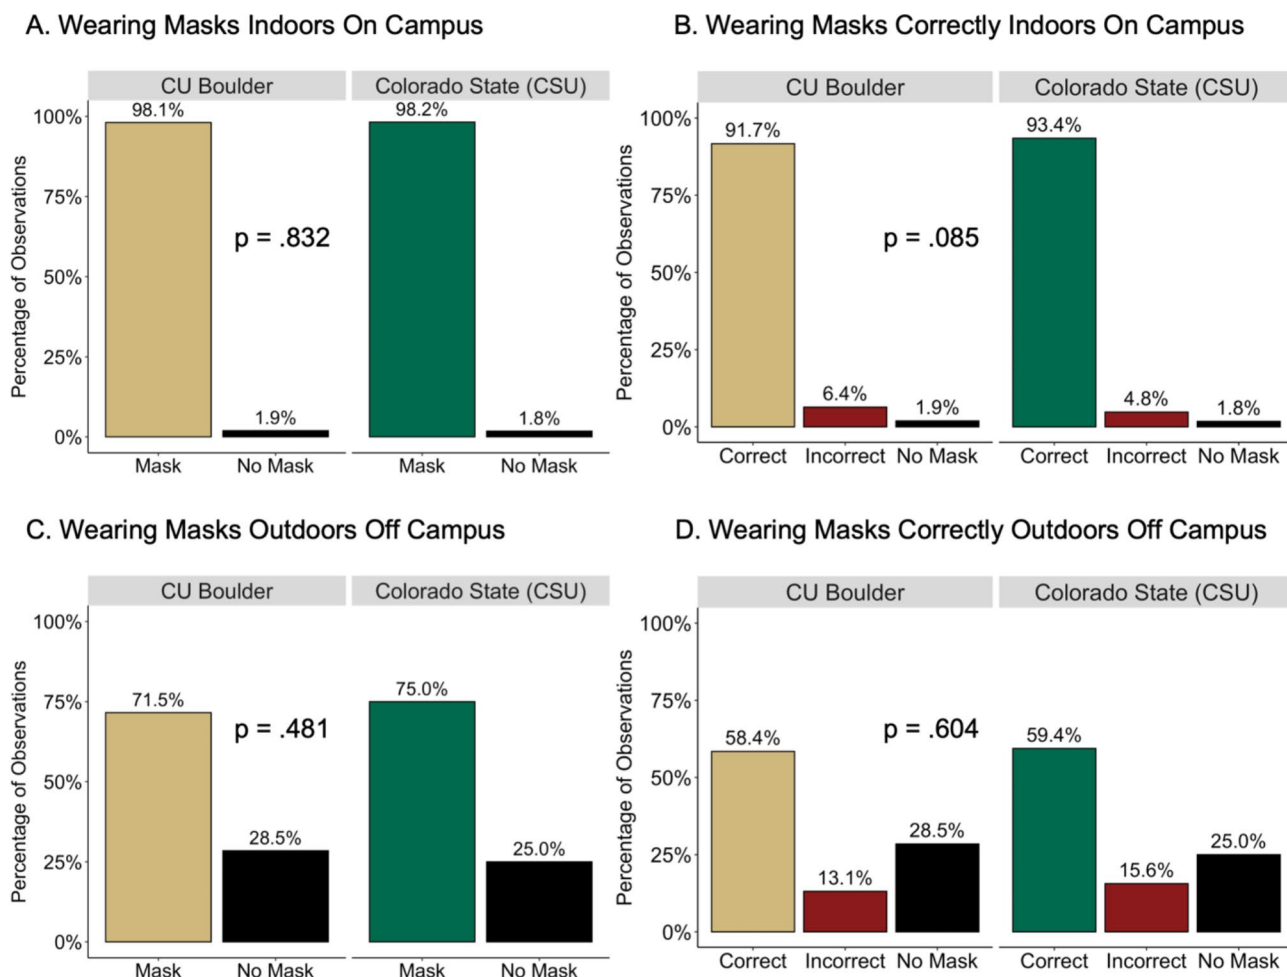 A. Wearing Masks Indoors On Campus
CU Boulder
Colorado State (CSU)
Percentage of Observations
100%
75%
50%
25%
0%
98.1%
1.9%
98.2%
1.8%
p = .832
Mask
No Mask
Mask
No Mask
B. Wearing Masks Correctly Indoors On Campus
CU Boulder
Colorado State (CSU)
Percentage of Observations
100%
75%
50%
25%
0%
91.7%
6.4%
1.9%
93.4%
4.8%
1.8%
p = .085
Correct
Incorrect
No Mask
Correct
Incorrect
No Mask
C. Wearing Masks Outdoors Off Campus
CU Boulder
Colorado State (CSU)
Percentage of Observations
100%
75%
50%
25%
0%
71.5%
28.5%
75.0%
25.0%
p = .481
Mask
No Mask
Mask
No Mask
D. Wearing Masks Correctly Outdoors Off Campus
CU Boulder
Colorado State (CSU)
Percentage of Observations
100%
75%
50%
25%
0%
58.4%
13.1%
28.5%
59.4%
15.6%
25.0%
p = .604
Correct
Incorrect
No Mask
Correct
Incorrect
No Mask